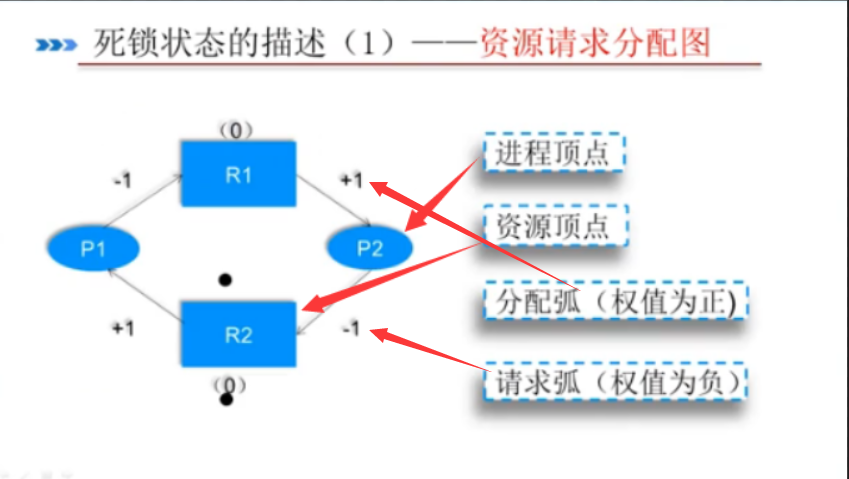 死锁状态的描述（1）——资源请求分配图
（0）
R1
-1
+1
进程顶点
资源顶点
P1
P2
分配弧（权值为正）
+1
R2
-1
（0）
请求弧（权值为负）